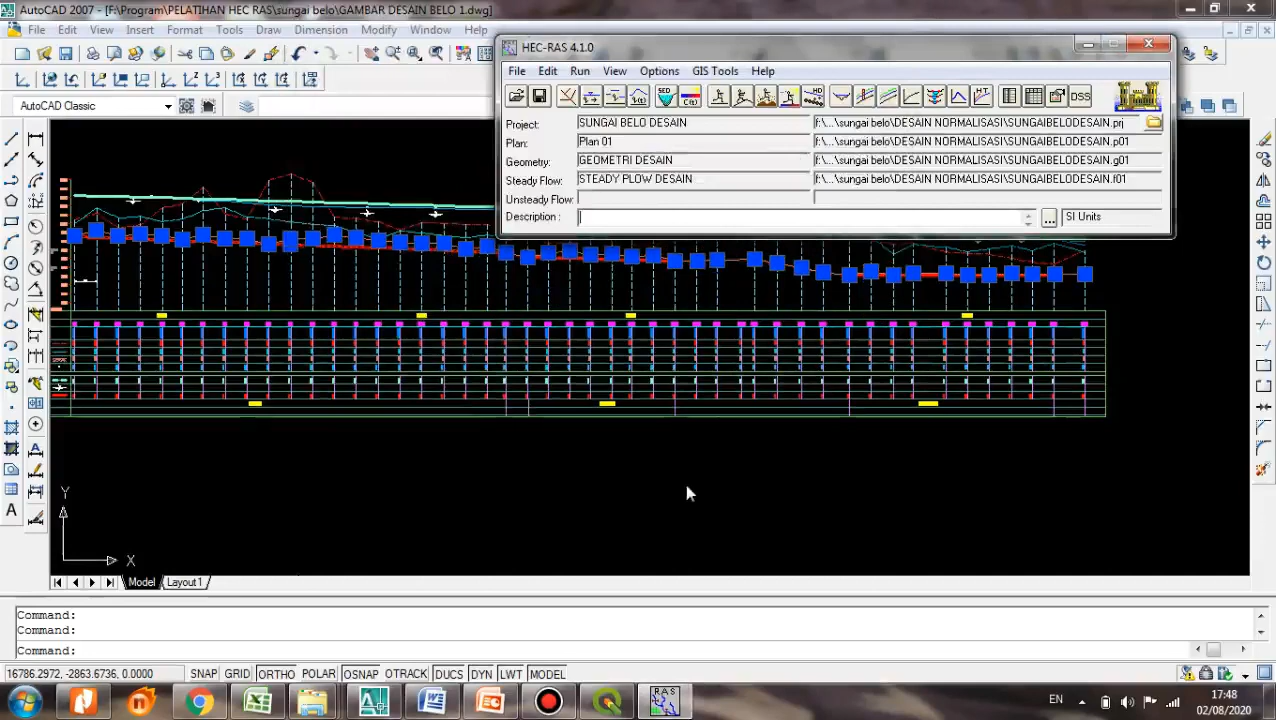 AutoCAD 2007 - [F:\Program\PELATIHAN HEC RAS\sungai belo\GAMBAR DESAIN BELO 1.dwg]
File Edit View Insert Format Tools Draw Dimension Modify Window Help
AutoCAD Classic
HEC-RAS 4.1.0
File Edit Run View Options GIS Tools Help
SED
HD
DSS
Project: SUNGAI BELO DESAIN f:\...\sungai belo\DESAIN NORMALISASI\SUNGAIBELODESAIN.prj
Plan: Plan 01 f:\...\sungai belo\DESAIN NORMALISASI\SUNGAIBELODESAIN.p01
Geometry: GEOMETRI DESAIN f:\...\sungai belo\DESAIN NORMALISASI\SUNGAIBELODESAIN.g01
Steady Flow: STEADY PLOW DESAIN f:\...\sungai belo\DESAIN NORMALISASI\SUNGAIBELODESAIN.f01
Unsteady Flow:
Description : ... SI Units
Y
X
Model Layout1
Command:
Command:
Command:
16786.2972, -2863.6736, 0.0000 SNAP GRID ORTHO POLAR OSNAP OTRACK DUCS DYN LWT MODEL
RAS
EN
17:48
02/08/2020